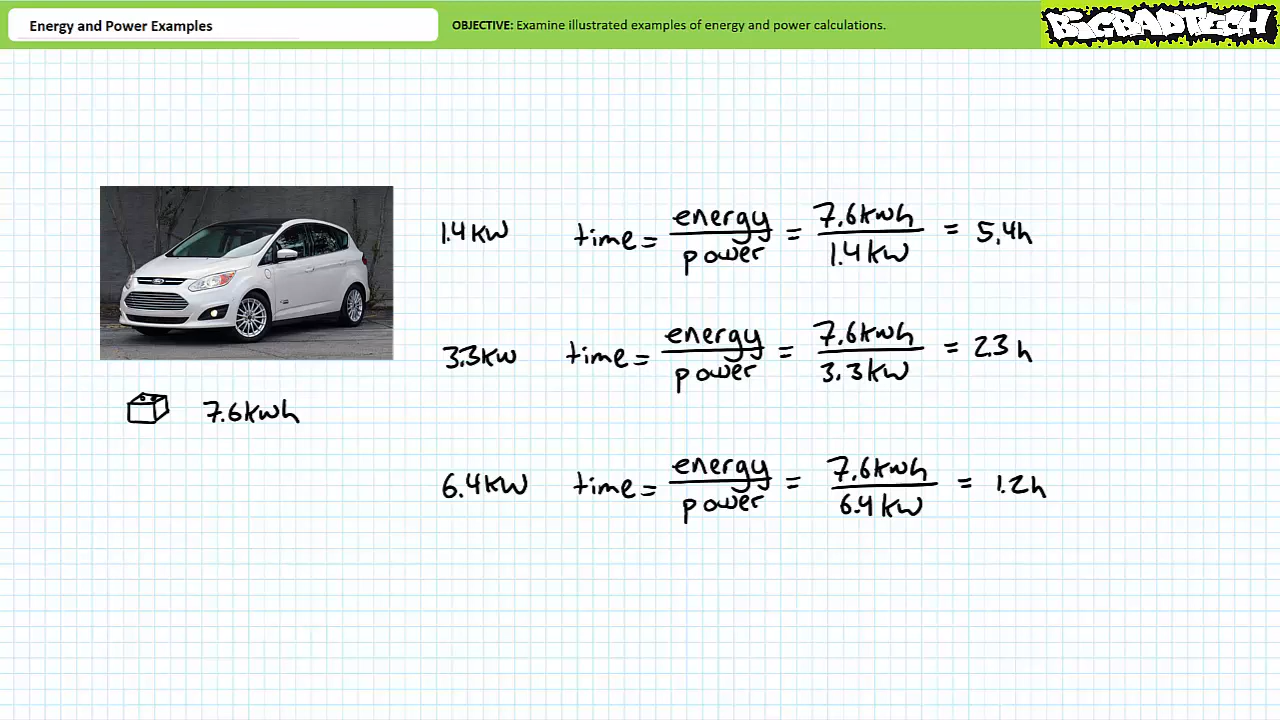 Energy and Power Examples
OBJECTIVE: Examine illustrated examples of energy and power calculations.
BIGBADTECH
1.4kW time = energy/power = 7.6kWh/1.4kW = 5.4h
3.3kW time = energy/power = 7.6kWh/3.3kW = 2.3h
7.6kWh
6.4kW time = energy/power = 7.6kWh/6.4kW = 1.2h